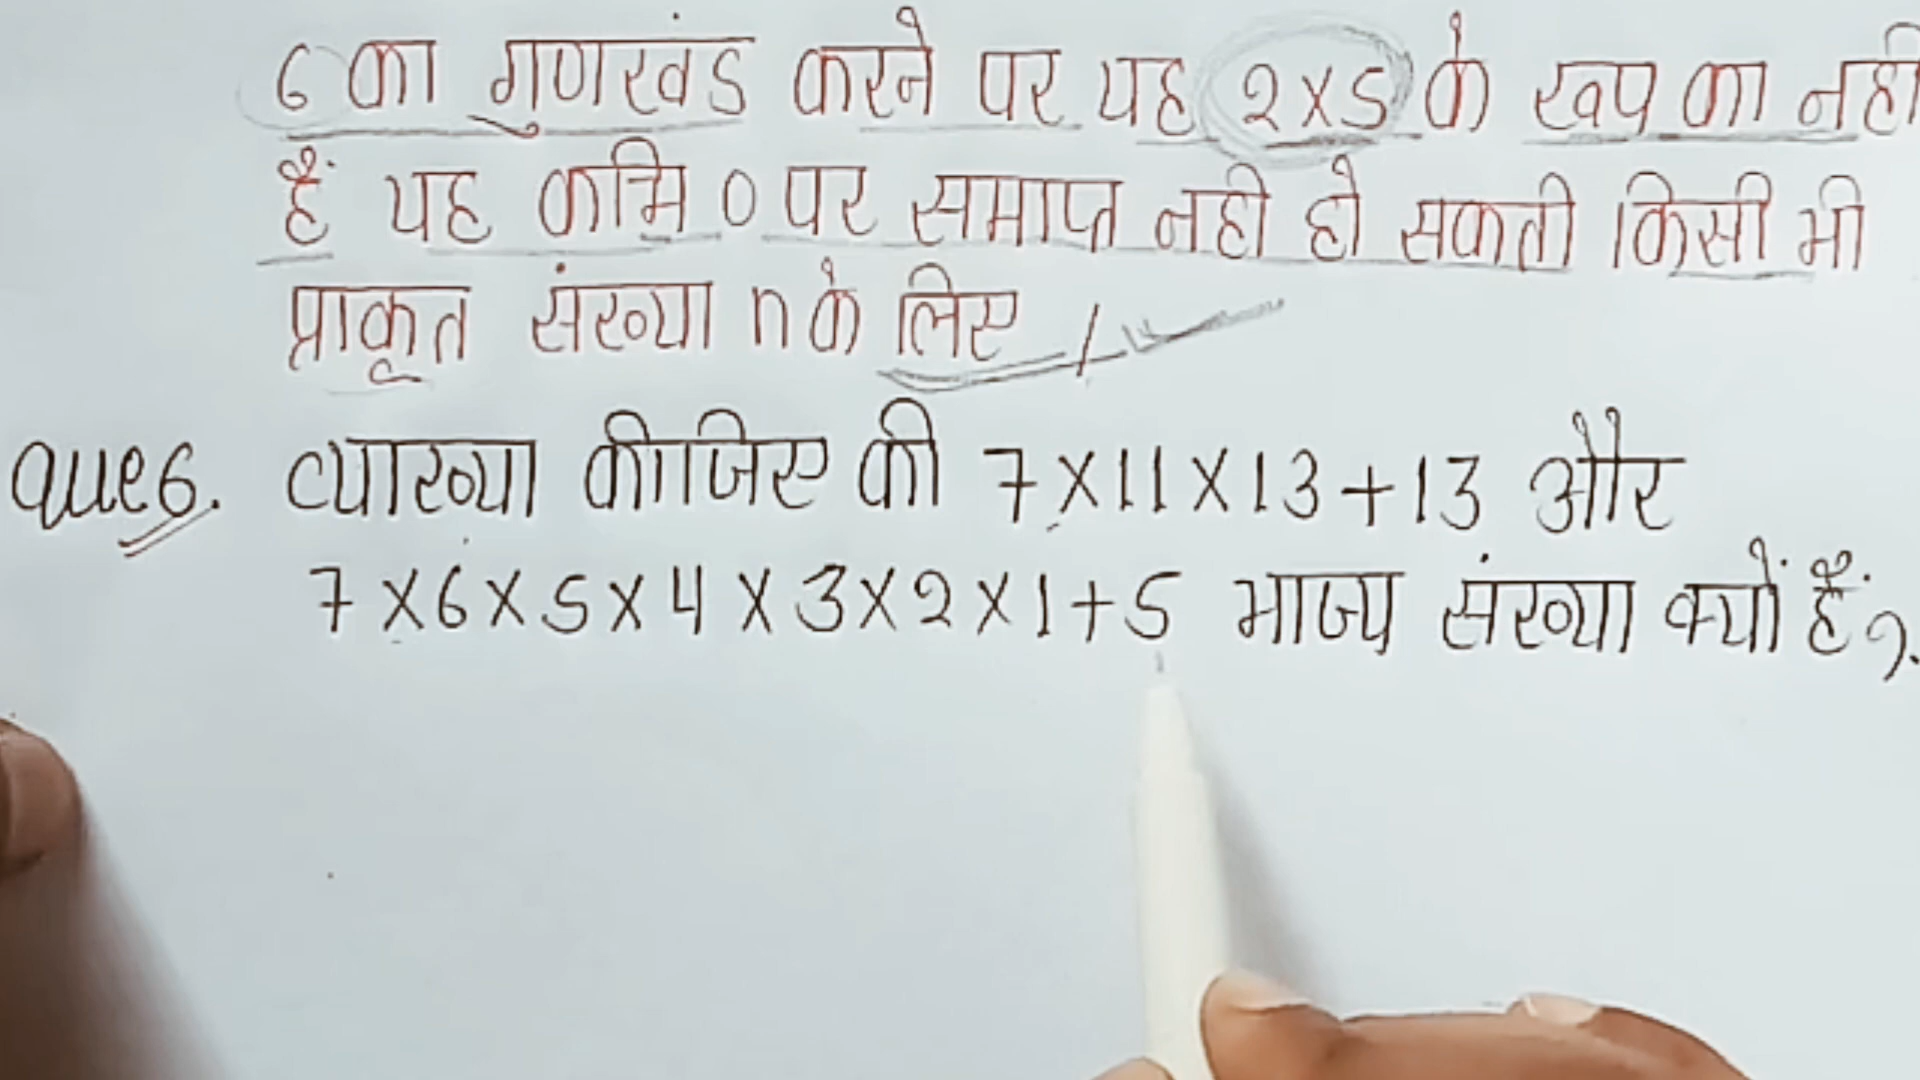 6 का गुणखंड करने पर यह 2×5 के रूप का नही
हैं यह कभि 0 पर समाप्त नही हो सकती किसी भी
प्राकृत संख्या n के लिए /
Que6. व्याख्या कीजिए की 7×11×13+13 और
7×6×5×4×3×2×1+5 भाज्य संख्या क्यों हैं?.